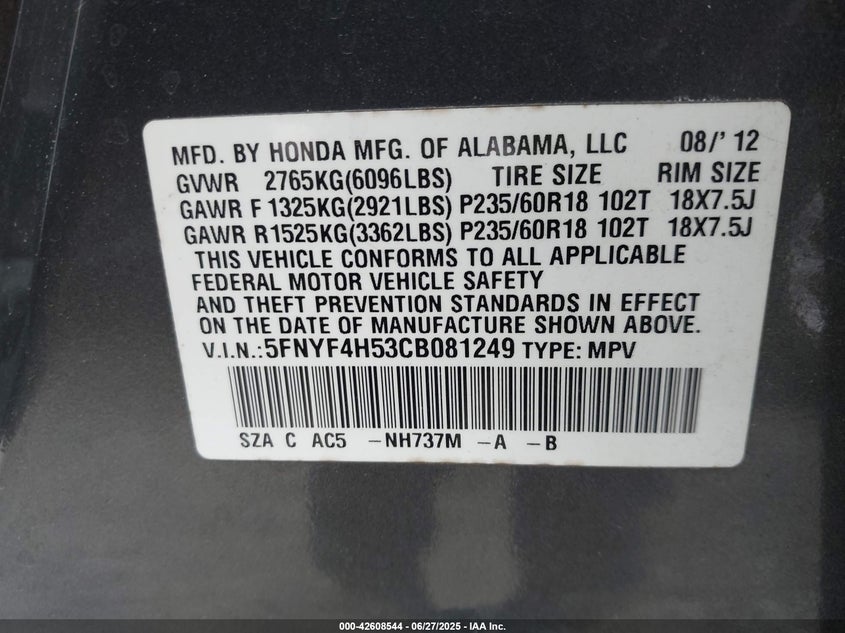 MFD. BY HONDA MFG. OF ALABAMA, LLC 08/' 12
GVWR 2765KG(6096LBS) TIRE SIZE RIM SIZE
GAWR F 1325KG(2921LBS) P235/60R18 102T 18X7.5J
GAWR R1525KG(3362LBS) P235/60R18 102T 18X7.5J
THIS VEHICLE CONFORMS TO ALL APPLICABLE
FEDERAL MOTOR VEHICLE SAFETY
AND THEFT PREVENTION STANDARDS IN EFFECT
ON THE DATE OF MANUFACTURE SHOWN ABOVE.
V.I.N.:5FNYF4H53CB081249 TYPE: MPV
SZA C AC5 -NH737M -A -B
000-42608544 - 06/27/2025 - IAA Inc.